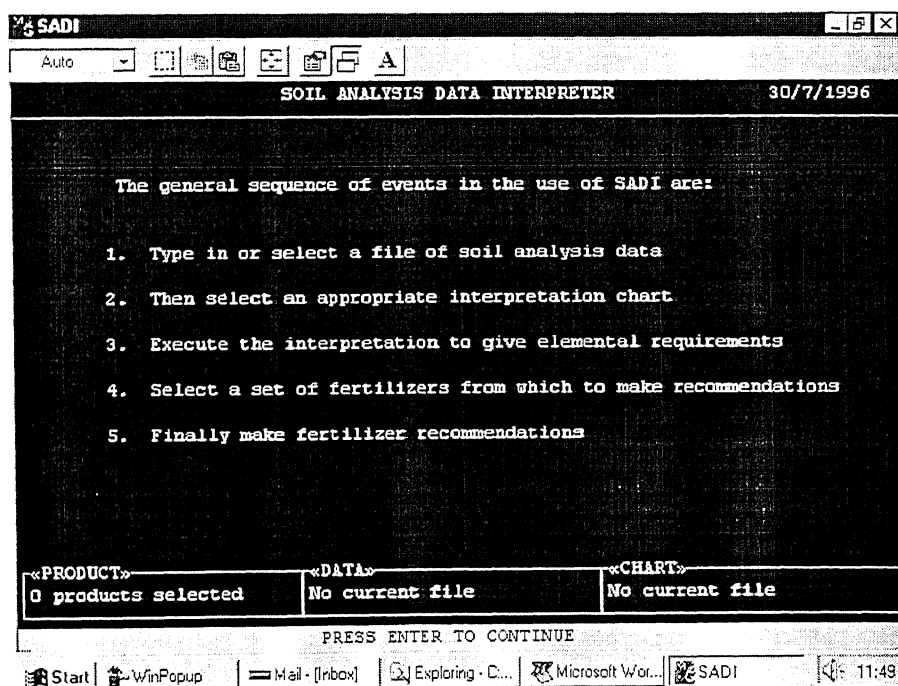 SADI
Auto
A
SOIL ANALYSIS DATA INTERPRETER 30/7/1996
The general sequence of events in the use of SADI are:
1. Type in or select a file of soil analysis data
2. Then select an appropriate interpretation chart
3. Execute the interpretation to give elemental requirements
4. Select a set of fertilizers from which to make recommendations
5. Finally make fertilizer recommendations
«PRODUCT» «DATA» «CHART»
0 products selected No current file No current file
PRESS ENTER TO CONTINUE
Start WinPopup Mail - [Inbox] Exploring - C:... Microsoft Wor... SADI 11:49